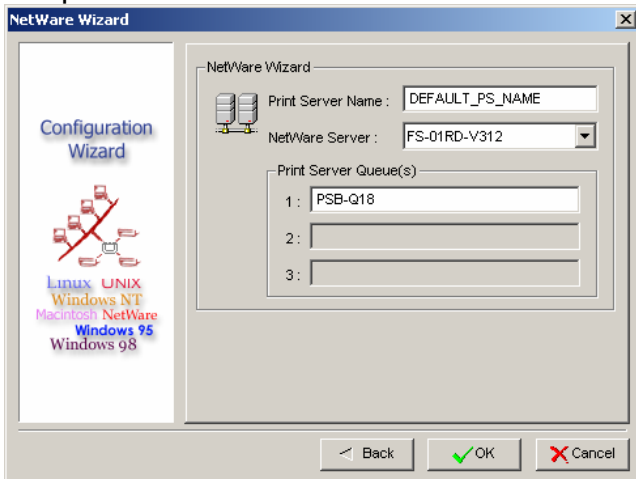 NetWare Wizard
Configuration
Wizard
Linux UNIX
Windows NT
Macintosh NetWare
Windows 95
Windows 98
NetWare Wizard
Print Server Name : DEFAULT_PS_NAME
NetWare Server : FS-01RD-V312
Print Server Queue(s)
1 : PSB-Q18
2 :
3 :
< Back
OK
Cancel